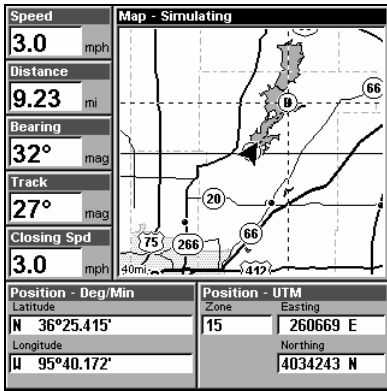 Speed
3.0 mph
Distance
9.23 mi
Bearing
32° mag
Track
27° mag
Closing Spd
3.0 mph
Map - Simulating
66
D
20
75
266
66
412
40mi
Position - Deg/Min
Latitude
N 36°25.415'
Longitude
W 95°40.172'
Position - UTM
Zone
15
Easting
260669 E
Northing
4034243 N